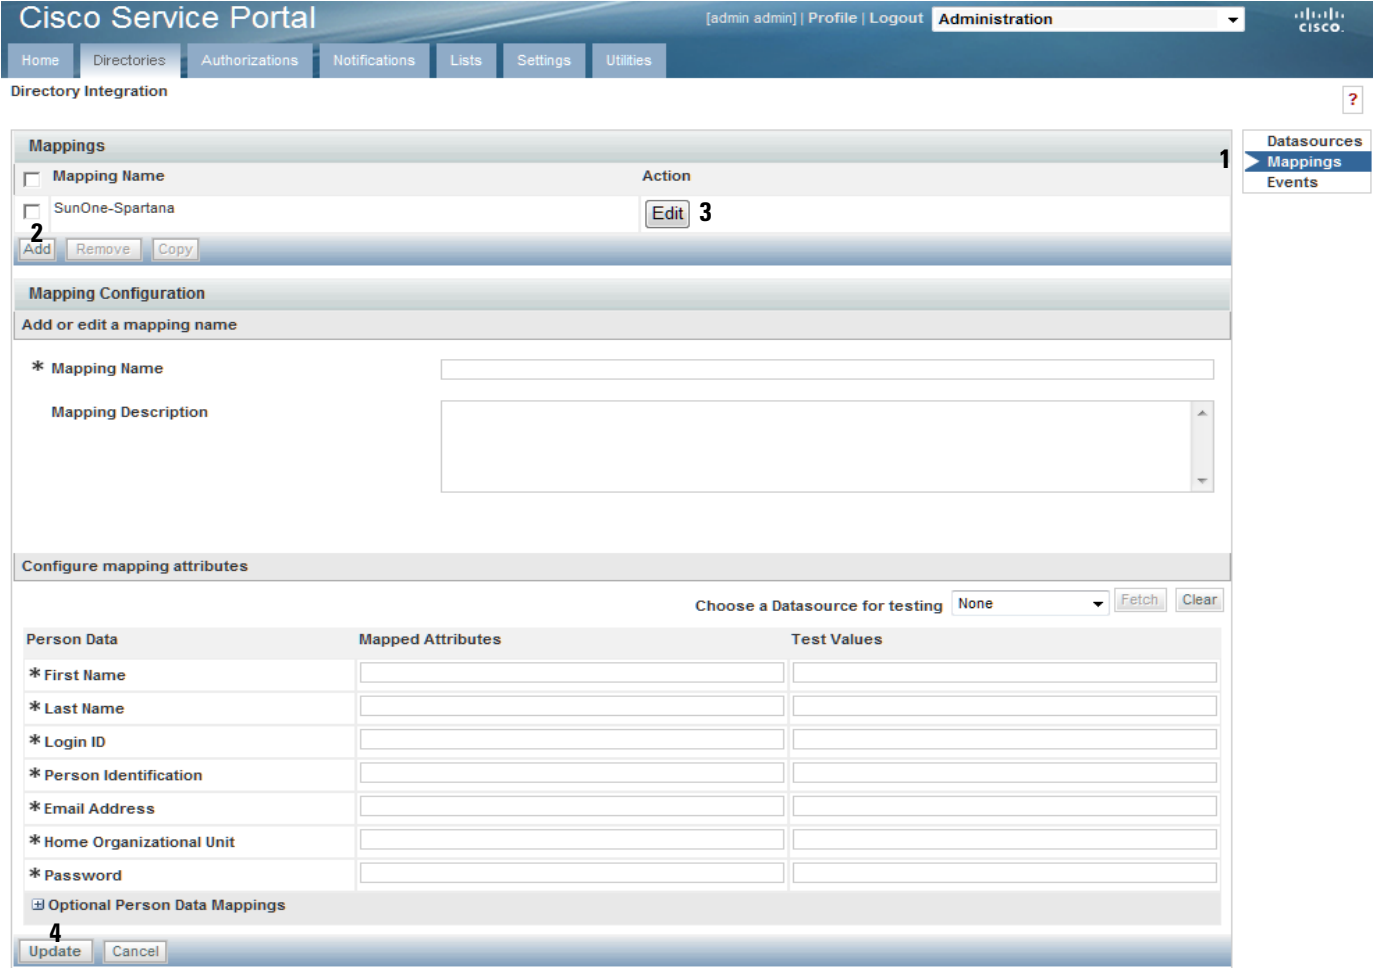 Cisco Service Portal
[admin admin] | Profile | Logout Administration
cisco.
Home Directories Authorizations Notifications Lists Settings Utilities
Directory Integration
?
Mappings
1
Datasources
Mappings
Events
Mapping Name Action
SunOne-Spartana Edit 3
2
Add Remove Copy
Mapping Configuration
Add or edit a mapping name
* Mapping Name
Mapping Description
Configure mapping attributes
Choose a Datasource for testing None Fetch Clear
Person Data Mapped Attributes Test Values
* First Name
* Last Name
* Login ID
* Person Identification
* Email Address
* Home Organizational Unit
* Password
Optional Person Data Mappings
4
Update Cancel